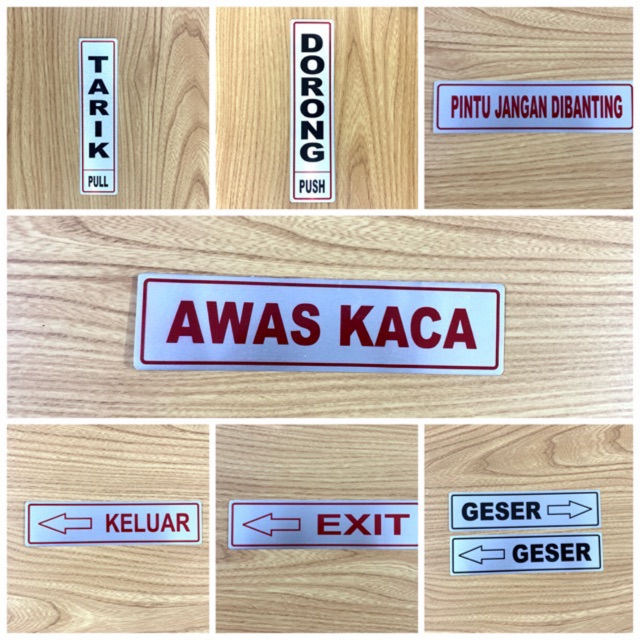 TARIK
PULL
DORONG
PUSH
PINTU JANGAN DIBANTING
AWAS KACA
KELUAR
EXIT
GESER
GESER